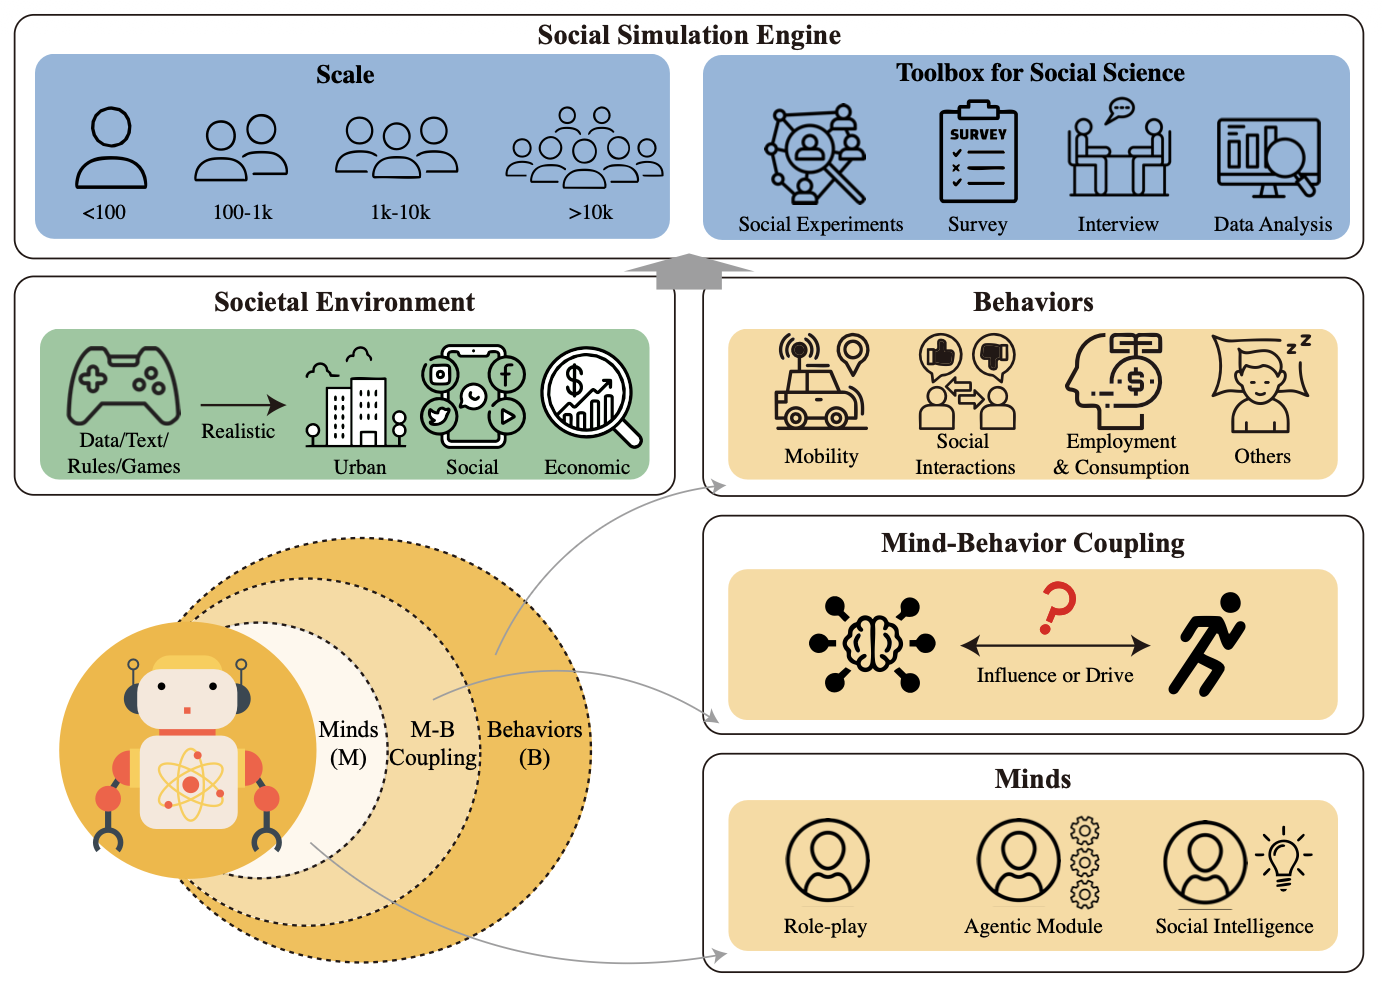 Social Simulation Engine
Scale
<100
100-1k
1k-10k
>10k
Toolbox for Social Science
SURVEY
Social Experiments
Survey
Interview
Data Analysis
Societal Environment
Data/Text/
Rules/Games
Realistic
Urban
Social
Economic
Behaviors
Mobility
Social
Interactions
Employment
& Consumption
z z
Others
Mind-Behavior Coupling
?
Influence or Drive
Minds
(M)
M-B
Coupling
Behaviors
(B)
Minds
Role-play
Agentic Module
Social Intelligence